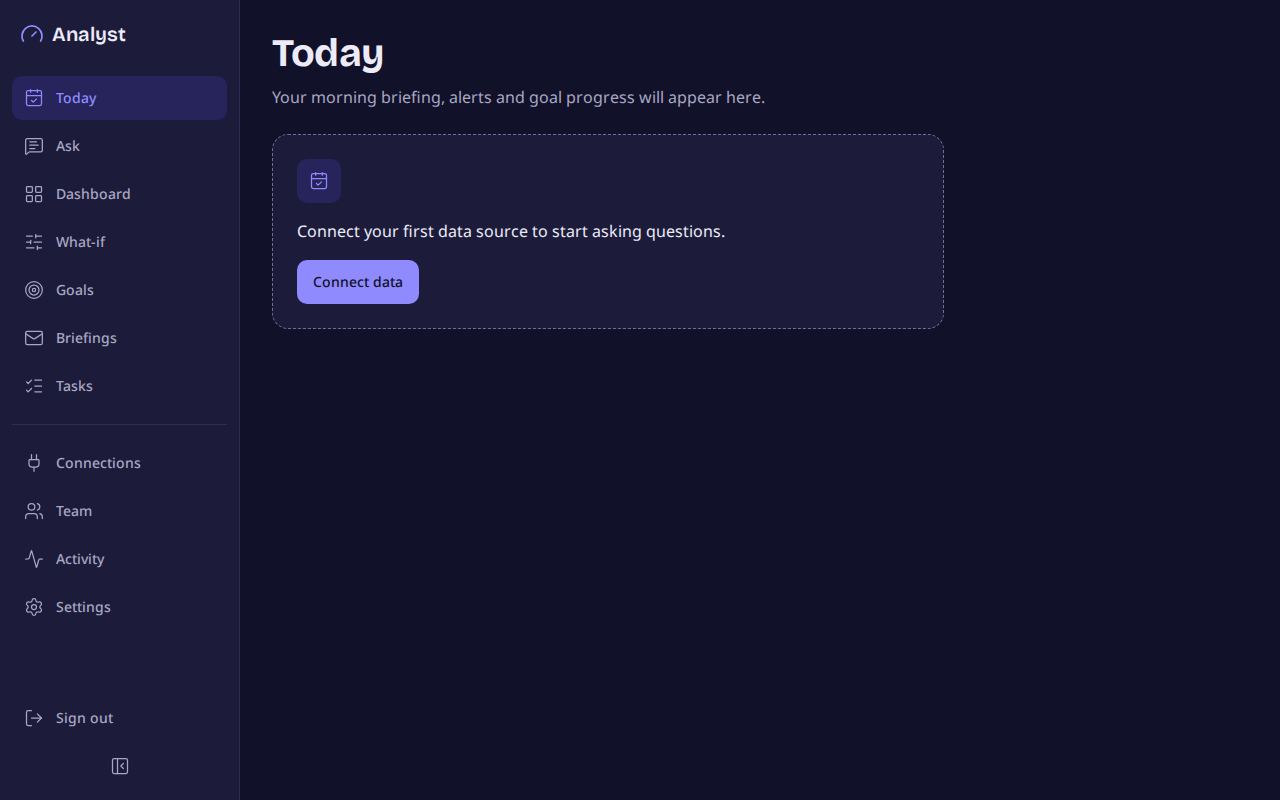 Analyst
Today
Ask
Dashboard
What-if
Goals
Briefings
Tasks
Connections
Team
Activity
Settings
Sign out
Today
Your morning briefing, alerts and goal progress will appear here.
Connect your first data source to start asking questions.
Connect data